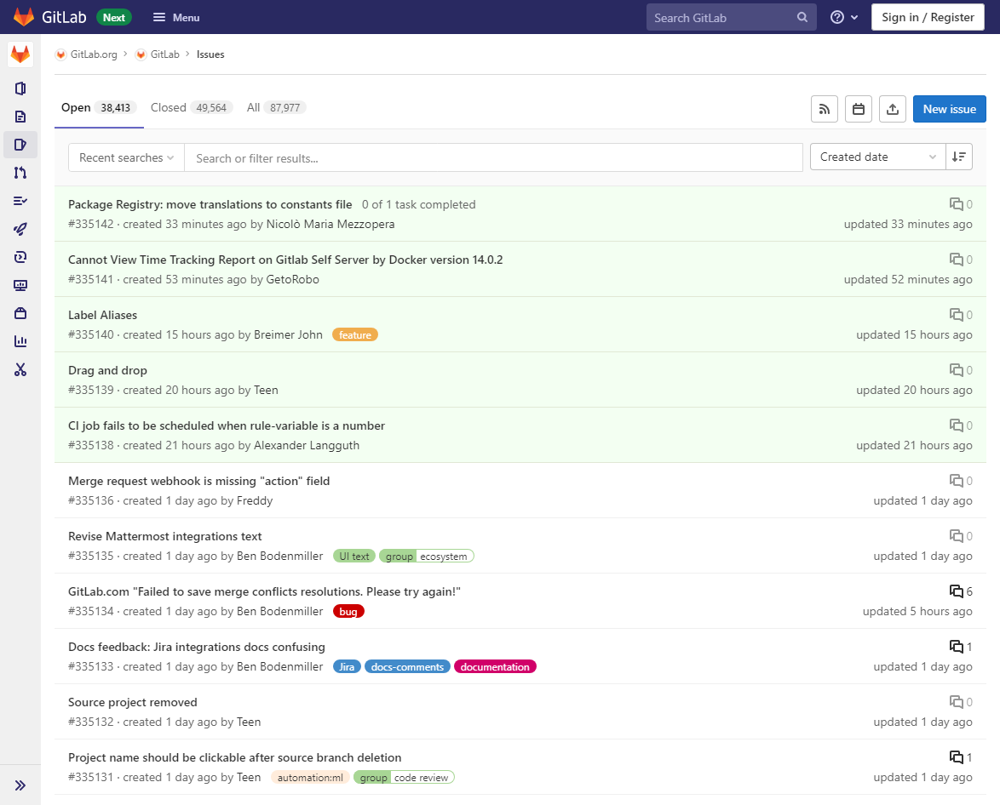 GitLab Next Menu Search GitLab Sign in / Register
GitLab.org › GitLab › Issues
Open 38,413 Closed 49,564 All 87,977 New issue
Recent searches Search or filter results... Created date
Package Registry: move translations to constants file 0 of 1 task completed 0
#335142 · created 33 minutes ago by Nicolò Maria Mezzopera updated 33 minutes ago
Cannot View Time Tracking Report on Gitlab Self Server by Docker version 14.0.2 0
#335141 · created 53 minutes ago by GetoRobo updated 52 minutes ago
Label Aliases 0
#335140 · created 15 hours ago by Breimer John feature updated 15 hours ago
Drag and drop 0
#335139 · created 20 hours ago by Teen updated 20 hours ago
CI job fails to be scheduled when rule-variable is a number 0
#335138 · created 21 hours ago by Alexander Langguth updated 21 hours ago
Merge request webhook is missing "action" field 0
#335136 · created 1 day ago by Freddy updated 1 day ago
Revise Mattermost integrations text 0
#335135 · created 1 day ago by Ben Bodenmiller UI text group ecosystem updated 1 day ago
GitLab.com "Failed to save merge conflicts resolutions. Please try again!" 6
#335134 · created 1 day ago by Ben Bodenmiller bug updated 5 hours ago
Docs feedback: Jira integrations docs confusing 1
#335133 · created 1 day ago by Ben Bodenmiller Jira docs-comments documentation updated 1 day ago
Source project removed 0
#335132 · created 1 day ago by Teen updated 1 day ago
Project name should be clickable after source branch deletion 1
#335131 · created 1 day ago by Teen automation:ml group code review updated 1 day ago